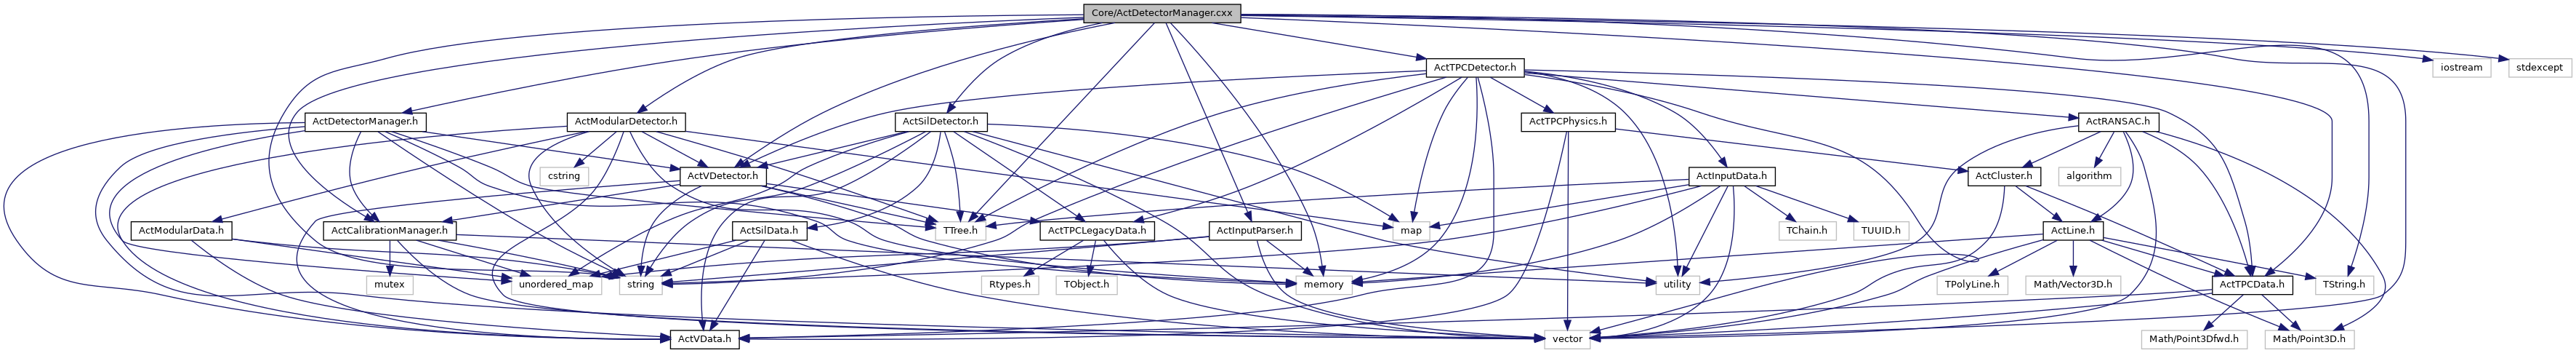 Core/ActDetectorManager.cxx
ActTPCDetector.h
iostream
stdexcept
ActDetectorManager.h
ActModularDetector.h
ActSilDetector.h
ActTPCPhysics.h
ActRANSAC.h
cstring
ActVDetector.h
ActInputData.h
ActCluster.h
algorithm
ActModularData.h
ActCalibrationManager.h
ActSilData.h
TTree.h
ActTPCLegacyData.h
ActInputParser.h
map
TChain.h
TUUID.h
ActLine.h
mutex
unordered_map
string
Rtypes.h
TObject.h
memory
utility
TPolyLine.h
Math/Vector3D.h
ActTPCData.h
TString.h
ActVData.h
vector
Math/Point3Dfwd.h
Math/Point3D.h